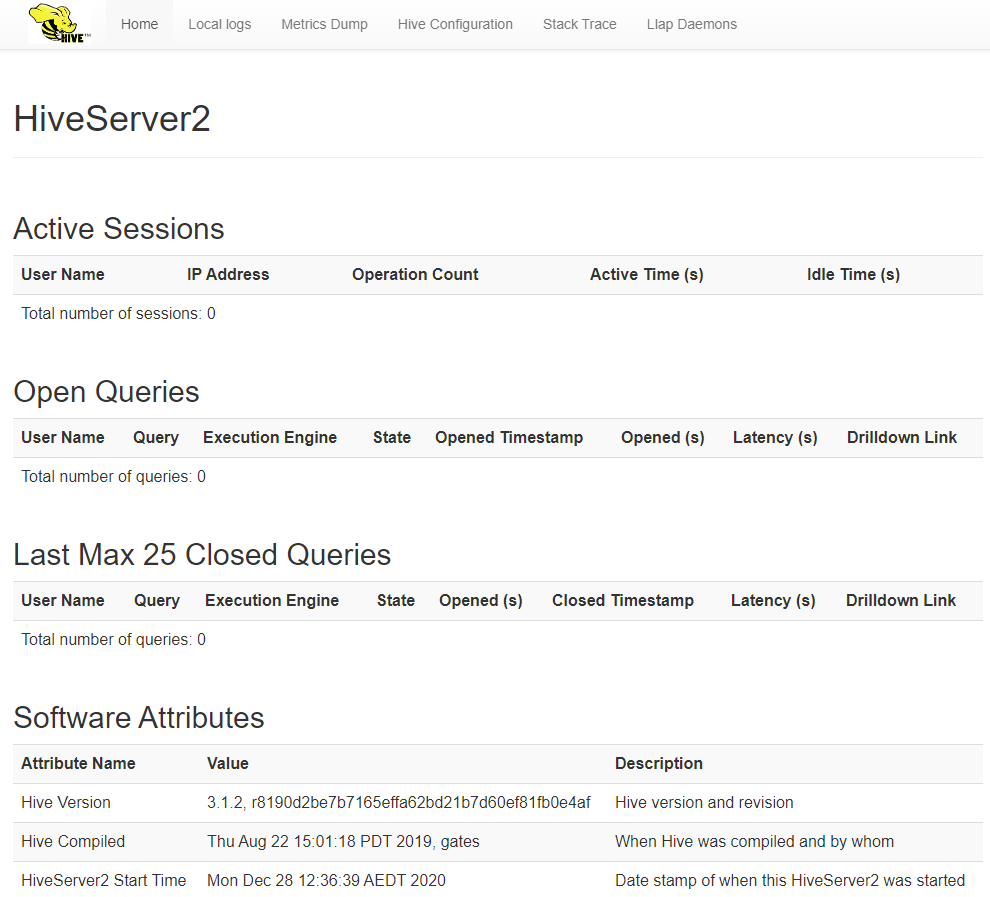 HIVE™ Home Local logs Metrics Dump Hive Configuration Stack Trace Llap Daemons
HiveServer2
Active Sessions
User Name IP Address Operation Count Active Time (s) Idle Time (s)
Total number of sessions: 0
Open Queries
User Name Query Execution Engine State Opened Timestamp Opened (s) Latency (s) Drilldown Link
Total number of queries: 0
Last Max 25 Closed Queries
User Name Query Execution Engine State Opened (s) Closed Timestamp Latency (s) Drilldown Link
Total number of queries: 0
Software Attributes
Attribute Name Value Description
Hive Version 3.1.2, r8190d2be7b7165effa62bd21b7d60ef81fb0e4af Hive version and revision
Hive Compiled Thu Aug 22 15:01:18 PDT 2019, gates When Hive was compiled and by whom
HiveServer2 Start Time Mon Dec 28 12:36:39 AEDT 2020 Date stamp of when this HiveServer2 was started